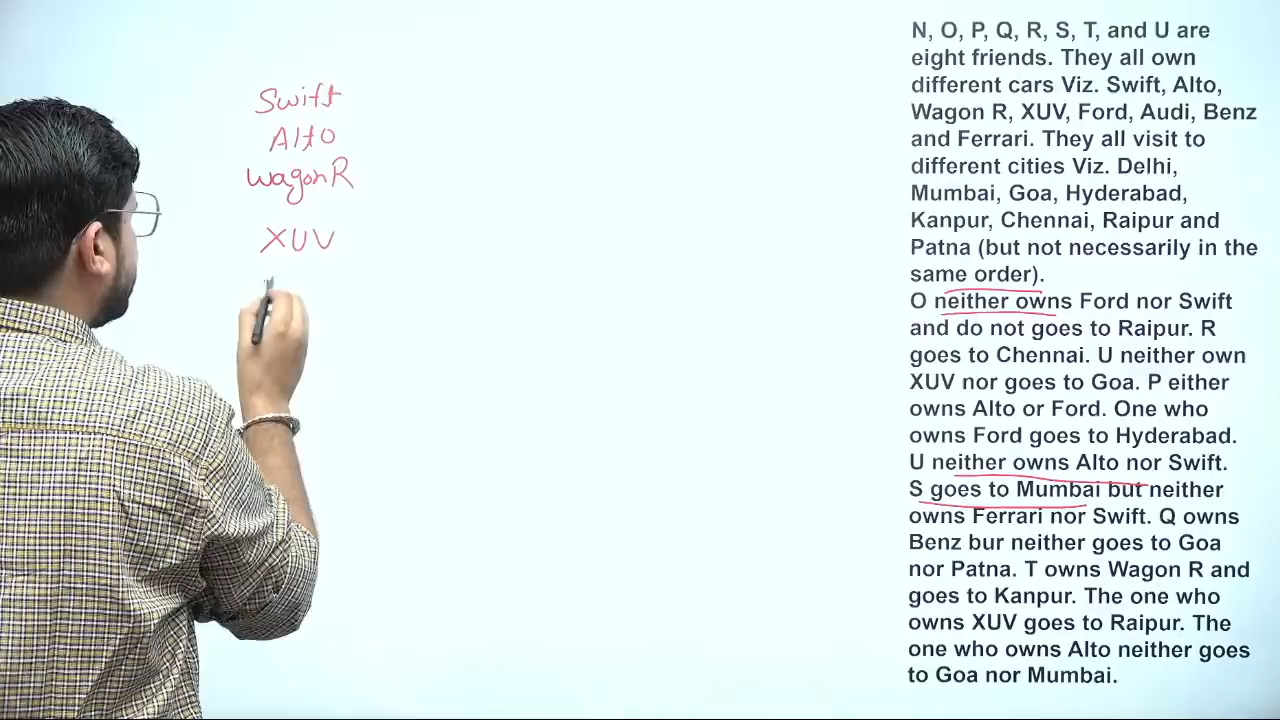 Swift
Alto
wagon R
XUV
N, O, P, Q, R, S, T, and U are
eight friends. They all own
different cars Viz. Swift, Alto,
Wagon R, XUV, Ford, Audi, Benz
and Ferrari. They all visit to
different cities Viz. Delhi,
Mumbai, Goa, Hyderabad,
Kanpur, Chennai, Raipur and
Patna (but not necessarily in the
same order).
O neither owns Ford nor Swift
and do not goes to Raipur. R
goes to Chennai. U neither own
XUV nor goes to Goa. P either
owns Alto or Ford. One who
owns Ford goes to Hyderabad.
U neither owns Alto nor Swift.
S goes to Mumbai but neither
owns Ferrari nor Swift. Q owns
Benz bur neither goes to Goa
nor Patna. T owns Wagon R and
goes to Kanpur. The one who
owns XUV goes to Raipur. The
one who owns Alto neither goes
to Goa nor Mumbai.